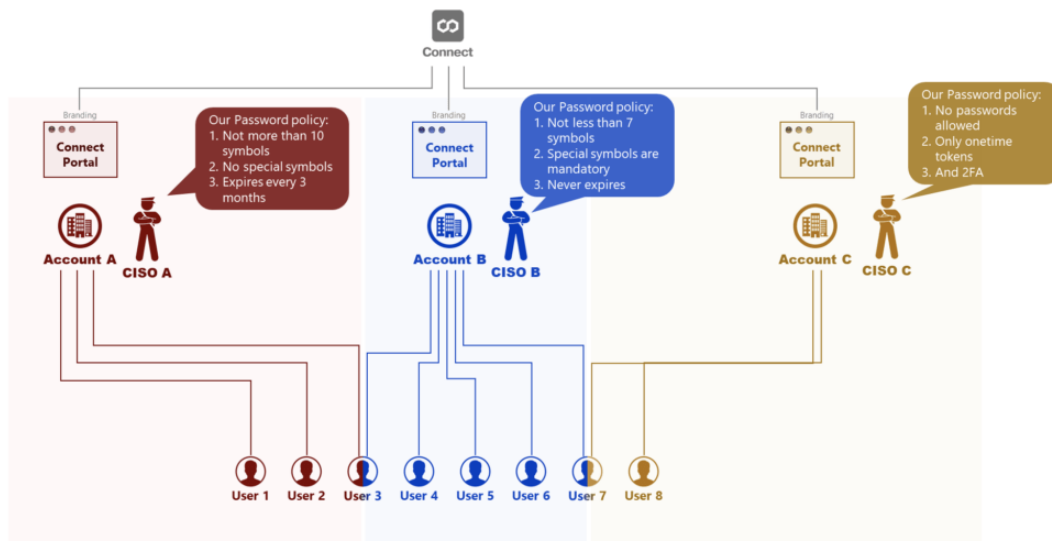 Connect
Branding
Connect
Portal
Our Password policy:
1. Not more than 10
symbols
2. No special symbols
3. Expires every 3
months
Account A
CISO A
Branding
Connect
Portal
Our Password policy:
1. Not less than 7
symbols
2. Special symbols are
mandatory
3. Never expires
Account B
CISO B
Branding
Connect
Portal
Our Password policy:
1. No passwords
allowed
2. Only onetime
tokens
3. And 2FA
Account C
CISO C
User 1
User 2
User 3
User 4
User 5
User 6
User 7
User 8